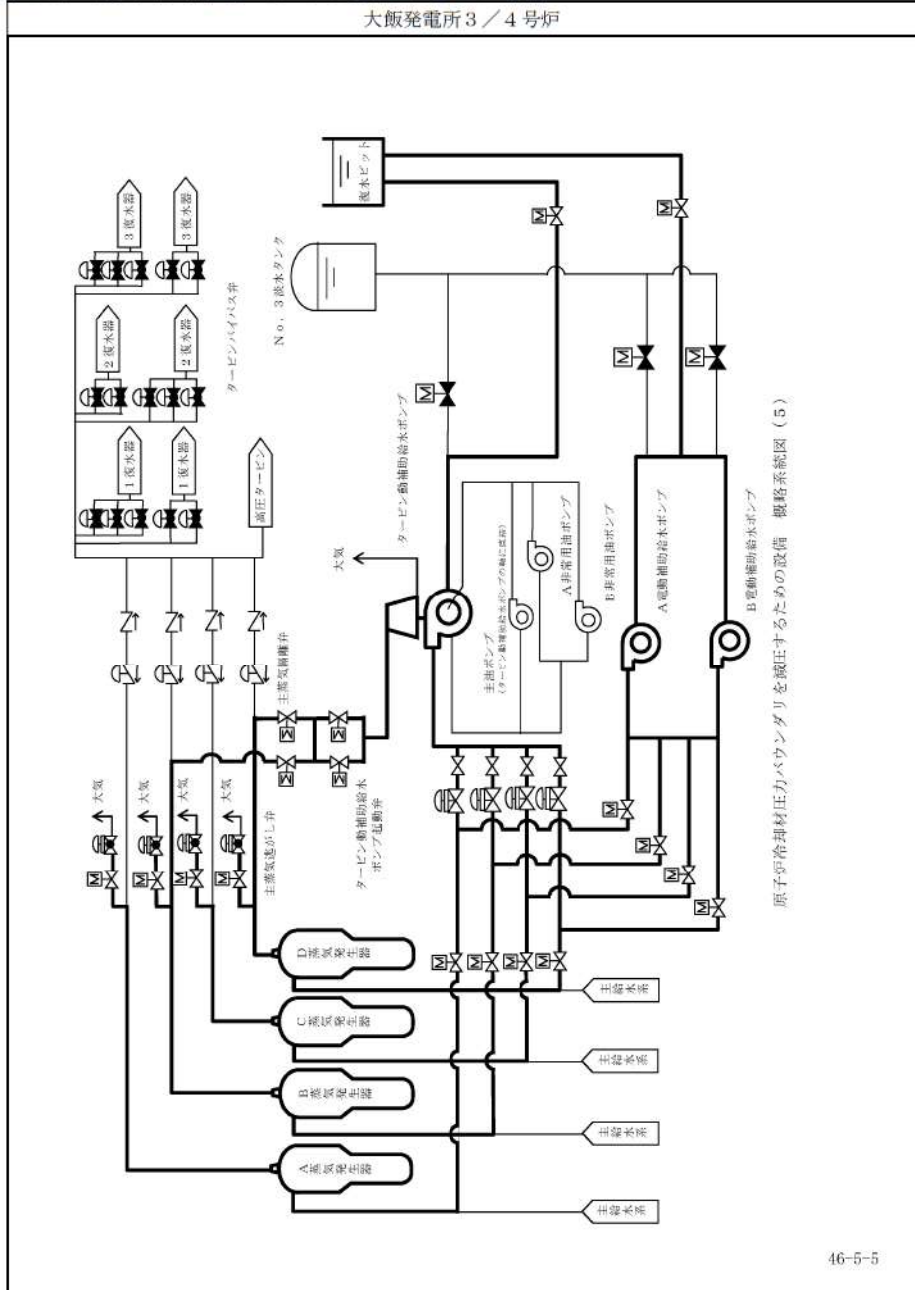 大飯発電所3/4号炉
3復水器
3復水器
2復水器
2復水器
1復水器
1復水器
タービンバイパス弁
高圧タービン
No.3淡水タンク
復水ピット
M
M
M
M
M
タービン動補助給水ポンプ
大気
主油ポンプ
(タービン動補助給水ポンプの軸に直結)
A非常用油ポンプ
B非常用油ポンプ
A電動補助給水ポンプ
B電動補助給水ポンプ
主蒸気隔離弁
M
M
M
M
タービン動補助給水
ポンプ起動弁
主蒸気逃がし弁
大気
大気
大気
大気
M
M
M
M
M
M
M
M
M
M
M
M
D
蒸気発生器
C
蒸気発生器
B
蒸気発生器
A
蒸気発生器
主給水系
主給水系
主給水系
主給水系
原子炉冷却材圧力バウンダリを減圧するための設備 概略系統図(5)
46-5-5